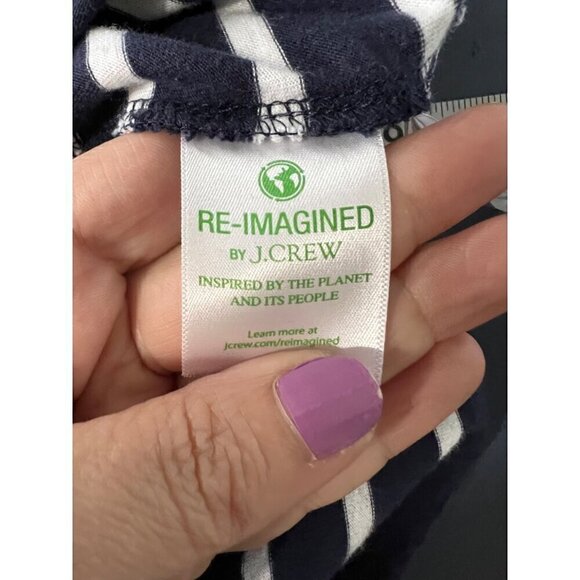 RE-IMAGINED
BY J.CREW
INSPIRED BY THE PLANET
AND ITS PEOPLE
Learn more at
jcrew.com/reimagined